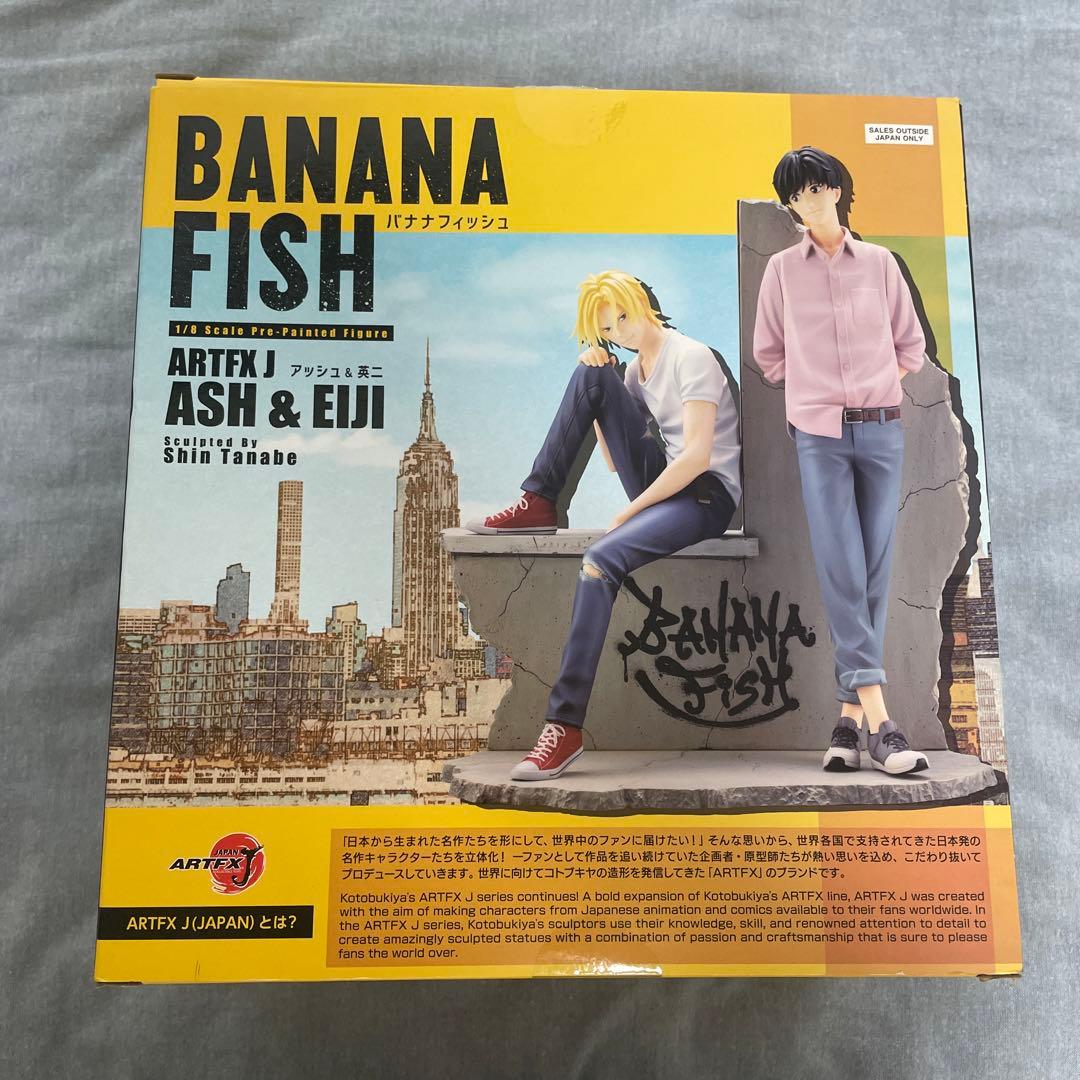 BANANA
FISH バナナフィッシュ
1/8 Scale Pre-Painted Figure
ARTFX J アッシュ & 英二
ASH & EIJI
Sculpted By
Shin Tanabe
SALES OUTSIDE
JAPAN ONLY
BANANA
FISH
JAPAN
ARTFX J
ARTFX J(JAPAN) とは?
「日本から生まれた名作たちを形にして、世界中のファンに届けたい!」そんな思いから、世界各国で支持されてきた日本発の
名作キャラクターたちを立体化! 一ファンとして作品を追い続けていた企画者・原型師たちが熱い思いを込め、こだわり抜いて
プロデュースしていきます。世界に向けてコトブキヤの造形を発信してきた「ARTFX」のブランドです。
Kotobukiya's ARTFX J series continues! A bold expansion of Kotobukiya's ARTFX line, ARTFX J was created
with the aim of making characters from Japanese animation and comics available to their fans worldwide. In
the ARTFX J series, Kotobukiya's sculptors use their knowledge, skill, and renowned attention to detail to
create amazingly sculpted statues with a combination of passion and craftsmanship that is sure to please
fans the world over.